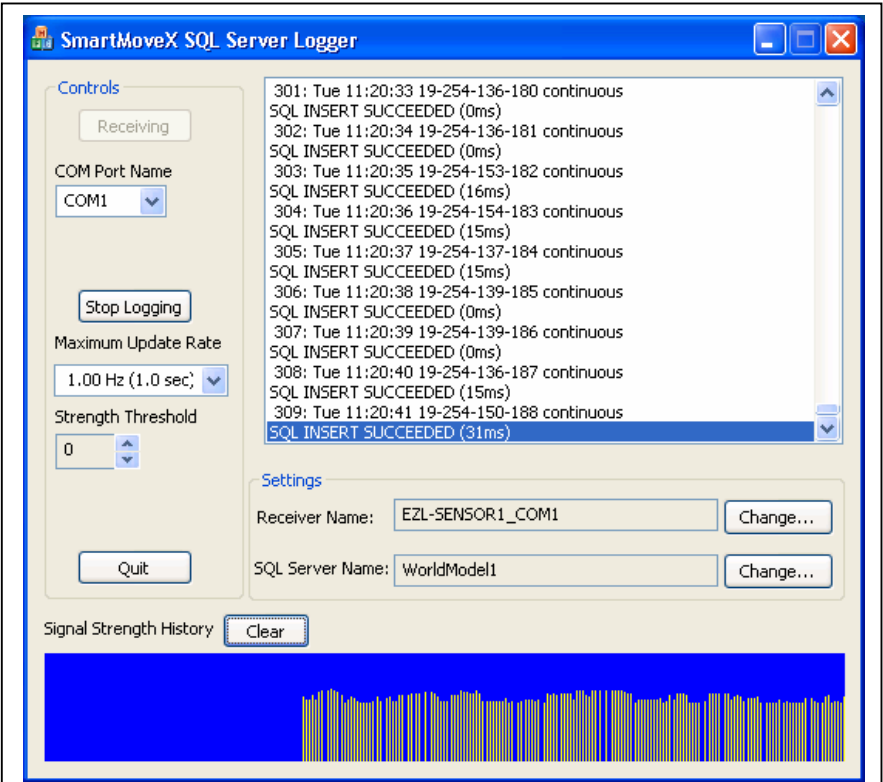 SmartMoveX SQL Server Logger
Controls
Receiving
COM Port Name
COM1
Stop Logging
Maximum Update Rate
1.00 Hz (1.0 sec)
Strength Threshold
0
Quit
301: Tue 11:20:33 19-254-136-180 continuous
SQL INSERT SUCCEEDED (0ms)
302: Tue 11:20:34 19-254-136-181 continuous
SQL INSERT SUCCEEDED (0ms)
303: Tue 11:20:35 19-254-153-182 continuous
SQL INSERT SUCCEEDED (16ms)
304: Tue 11:20:36 19-254-154-183 continuous
SQL INSERT SUCCEEDED (15ms)
305: Tue 11:20:37 19-254-137-184 continuous
SQL INSERT SUCCEEDED (15ms)
306: Tue 11:20:38 19-254-139-185 continuous
SQL INSERT SUCCEEDED (0ms)
307: Tue 11:20:39 19-254-139-186 continuous
SQL INSERT SUCCEEDED (0ms)
308: Tue 11:20:40 19-254-136-187 continuous
SQL INSERT SUCCEEDED (15ms)
309: Tue 11:20:41 19-254-150-188 continuous
SQL INSERT SUCCEEDED (31ms)
Settings
Receiver Name: EZL-SENSOR1_COM1 Change...
SQL Server Name: WorldModel1 Change...
Signal Strength History Clear